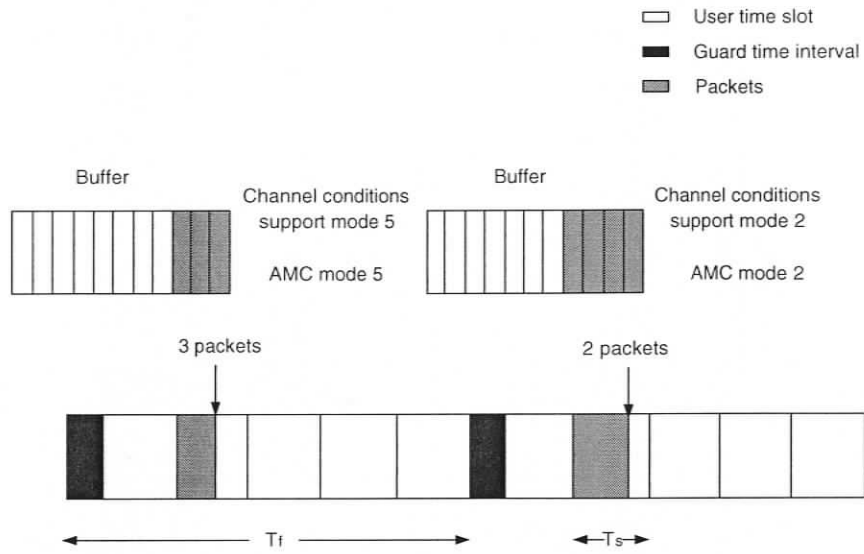 User time slot
Guard time interval
Packets
Buffer
Channel conditions
support mode 5
AMC mode 5
Buffer
Channel conditions
support mode 2
AMC mode 2
3 packets
2 packets
Tf
Ts